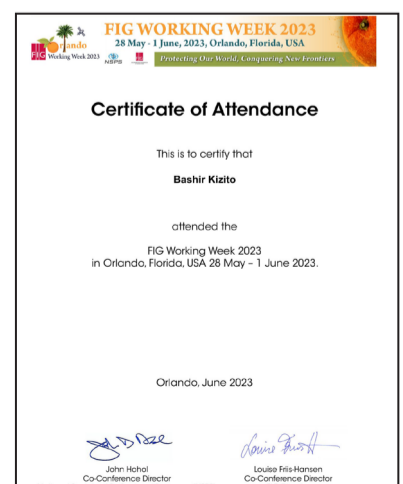 FIG WORKING WEEK 2023
28 May - 1 June, 2023, Orlando, Florida, USA
Orlando
FIG Working Week 2023
NSPS
Protecting Our World, Conquering New Frontiers
Certificate of Attendance
This is to certify that
Bashir Kizito
attended the
FIG Working Week 2023
in Orlando, Florida, USA 28 May – 1 June 2023.
Orlando, June 2023
John Hohol
Co-Conference Director
Louise Friis-Hansen
Co-Conference Director